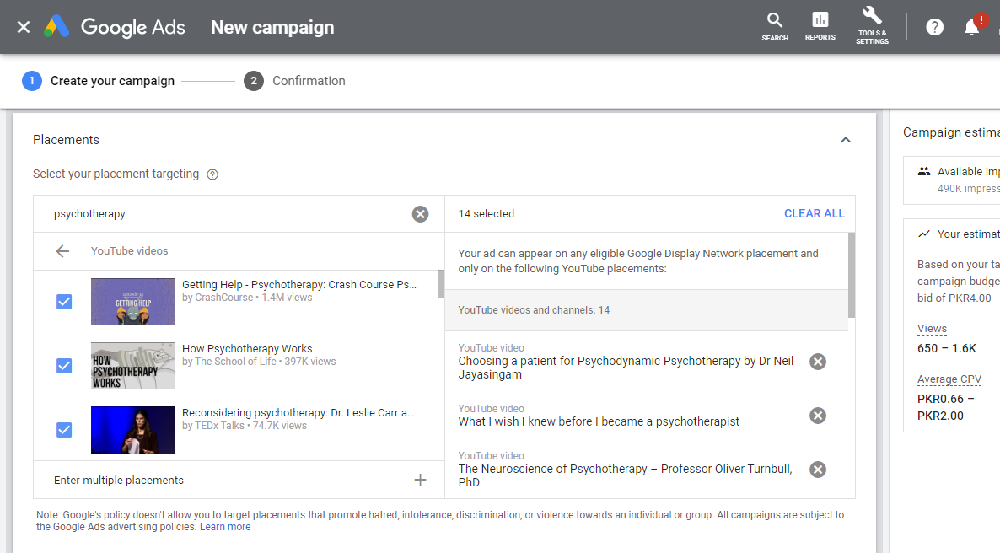 Google Ads
New campaign
SEARCH
REPORTS
TOOLS &
SETTINGS
?
!
1
Create your campaign
2
Confirmation
Placements
Select your placement targeting
psychotherapy
YouTube videos
GETTING HELP
Getting Help - Psychotherapy: Crash Course Ps...
by CrashCourse • 1.4M views
HOW
PSYCHOTHERAPY
WORKS
How Psychotherapy Works
by The School of Life • 397K views
Reconsidering psychotherapy: Dr. Leslie Carr a...
by TEDx Talks • 74.7K views
Enter multiple placements
14 selected
CLEAR ALL
Your ad can appear on any eligible Google Display Network placement and
only on the following YouTube placements:
YouTube videos and channels: 14
YouTube video
Choosing a patient for Psychodynamic Psychotherapy by Dr Neil
Jayasingam
YouTube video
What I wish I knew before I became a psychotherapist
YouTube video
The Neuroscience of Psychotherapy – Professor Oliver Turnbull,
PhD
Note: Google's policy doesn't allow you to target placements that promote hatred, intolerance, discrimination, or violence towards an individual or group. All campaigns are subject to
the Google Ads advertising policies. Learn more
Campaign estima
Available imp
490K impress
Your estimat
Based on your ta
campaign budge
bid of PKR4.00
Views
650 – 1.6K
Average CPV
PKR0.66 –
PKR2.00